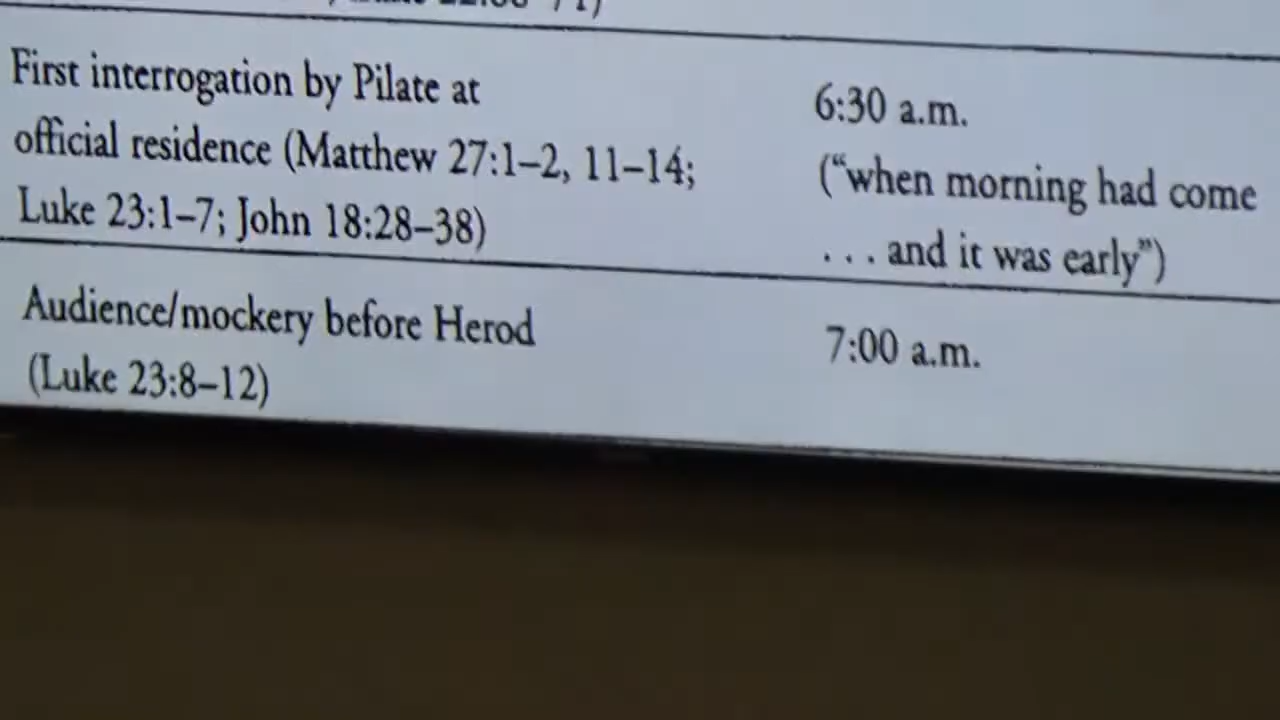 First interrogation by Pilate at
official residence (Matthew 27:1–2, 11–14;
Luke 23:1–7; John 18:28–38)
6:30 a.m.
(“when morning had come
. . . and it was early”)
Audience/mockery before Herod
(Luke 23:8–12)
7:00 a.m.